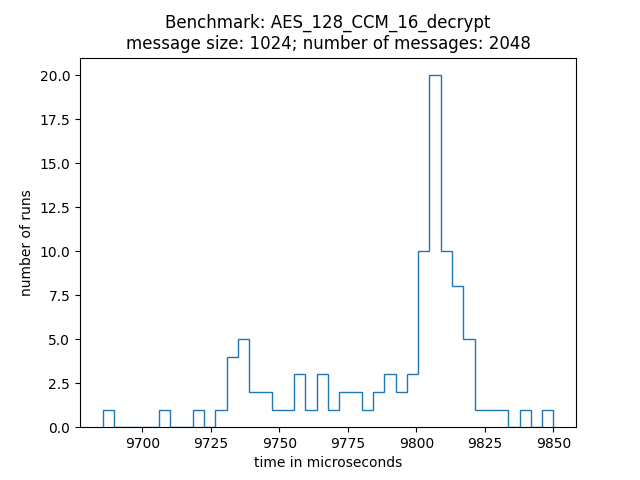 Benchmark: AES_128_CCM_16_decrypt
message size: 1024; number of messages: 2048
20.0
17.5
15.0
12.5
10.0
7.5
5.0
2.5
0.0
number of runs
9700 9725 9750 9775 9800 9825 9850
time in microseconds